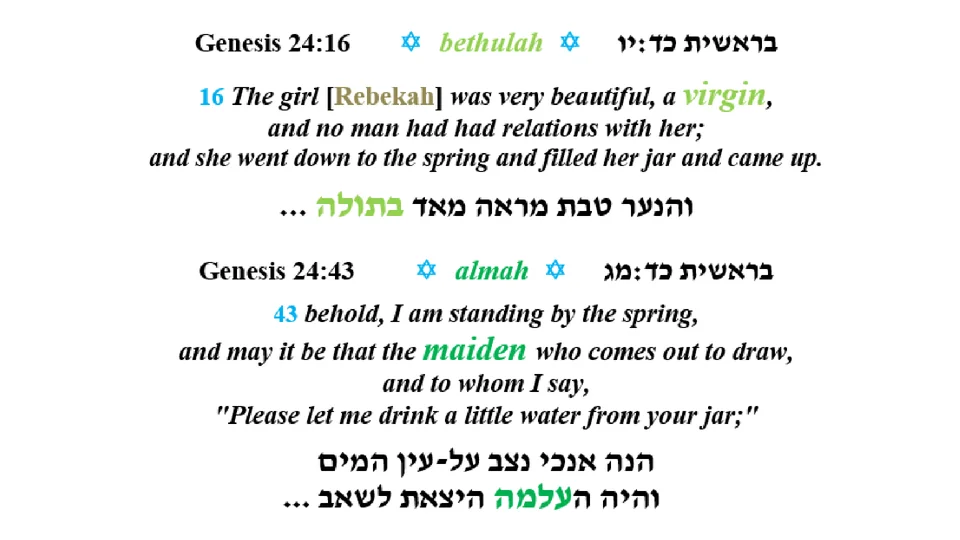 Genesis 24:16 ✡ bethulah ✡ בראשית כד:יו
16 The girl [Rebekah] was very beautiful, a virgin,
and no man had had relations with her;
and she went down to the spring and filled her jar and came up.
והנער טבת מראה מאד בתולה ...
Genesis 24:43 ✡ almah ✡ בראשית כד:מג
43 behold, I am standing by the spring,
and may it be that the maiden who comes out to draw,
and to whom I say,
"Please let me drink a little water from your jar;"
הנה אנכי נצב על-עין המים
והיה העלמה היצאת לשאב ...